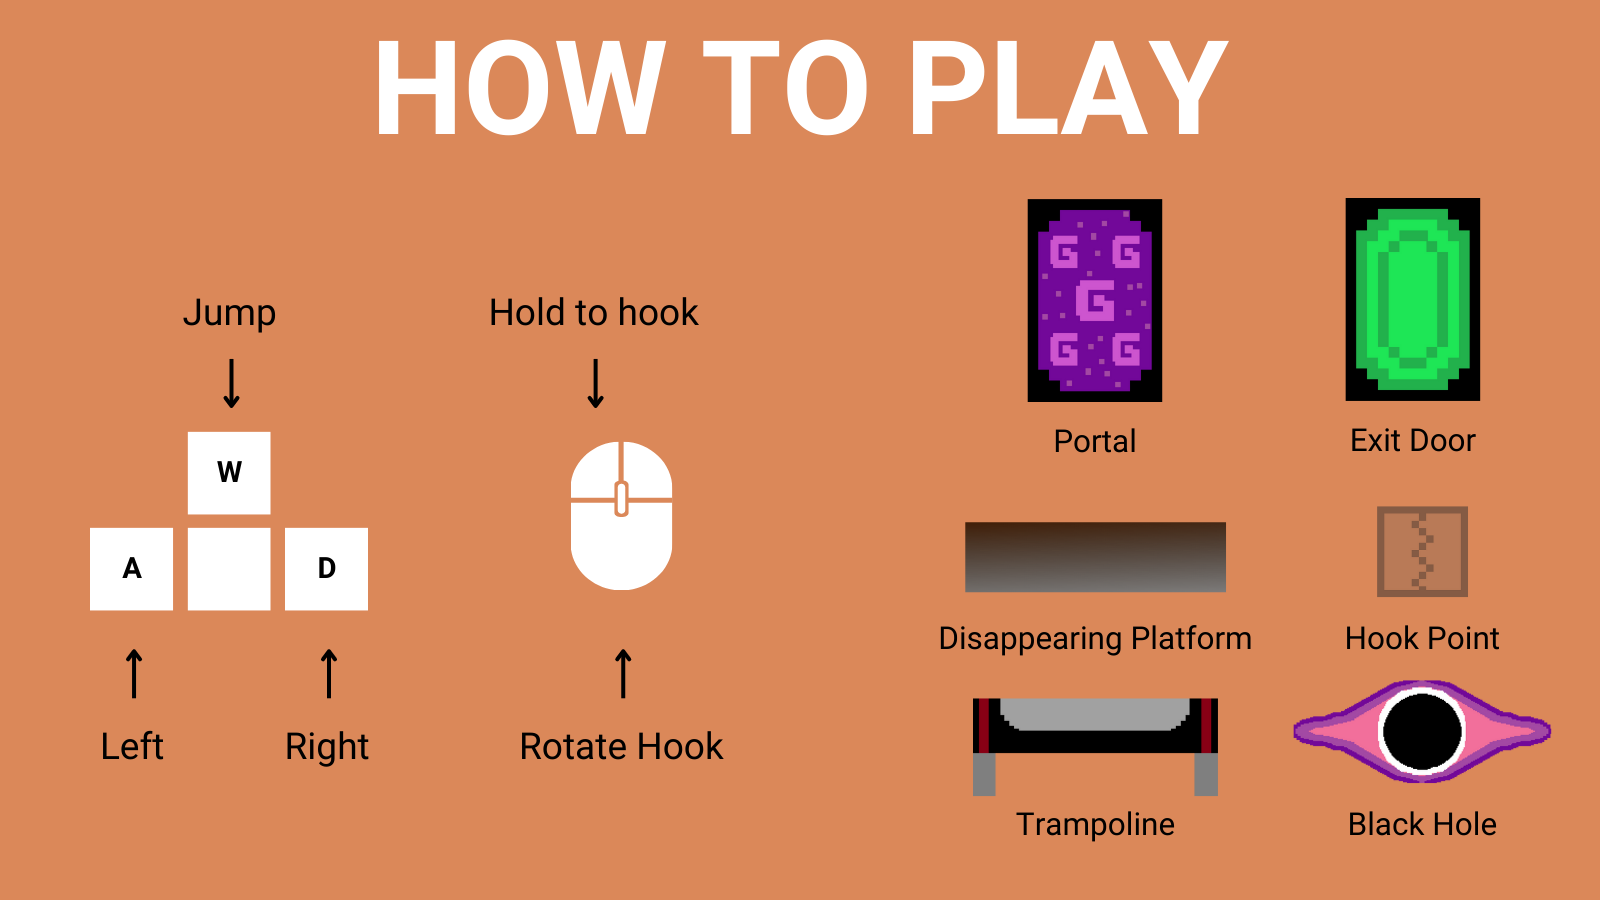 HOW TO PLAY
Jump
Hold to hook
W
A
D
Left
Right
Rotate Hook
G G
G
G G
Portal
Exit Door
Disappearing Platform
Hook Point
Trampoline
Black Hole